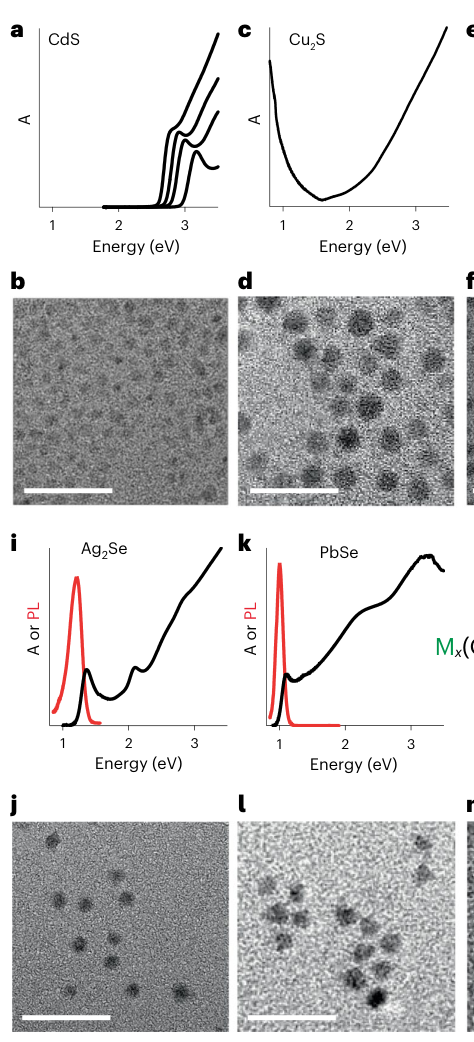 a
c
e
CdS
Cu2S
A
A
1 2 3
1 2 3
Energy (eV)
Energy (eV)
b
d
f
i
k
Ag2Se
PbSe
A or PL
A or PL
Mx(
1 2 3
1 2 3
Energy (eV)
Energy (eV)
j
l